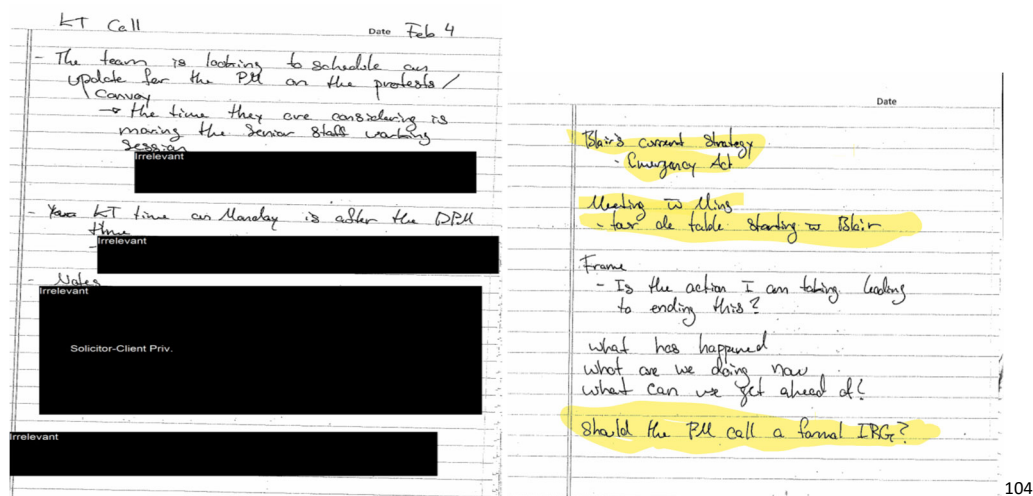 KT Call
Date Feb 4
- The team is looking to schedule an
update for the PM on the protests/
Convoy
→ the time they are considering is
moving the senior staff working
session
Irrelevant
- KT time on Monday is after the DPM
time
Irrelevant
- Notes
Irrelevant
Solicitor-Client Priv.
Irrelevant
Date
Blair's current strategy
- Emergency Act
Meeting w Mins
- tour de table starting w Blair
Frame
- Is the action I am taking leading
to ending this?
what has happened
what are we doing now
what can we get ahead of?
Should the PM call a formal IRG?
104